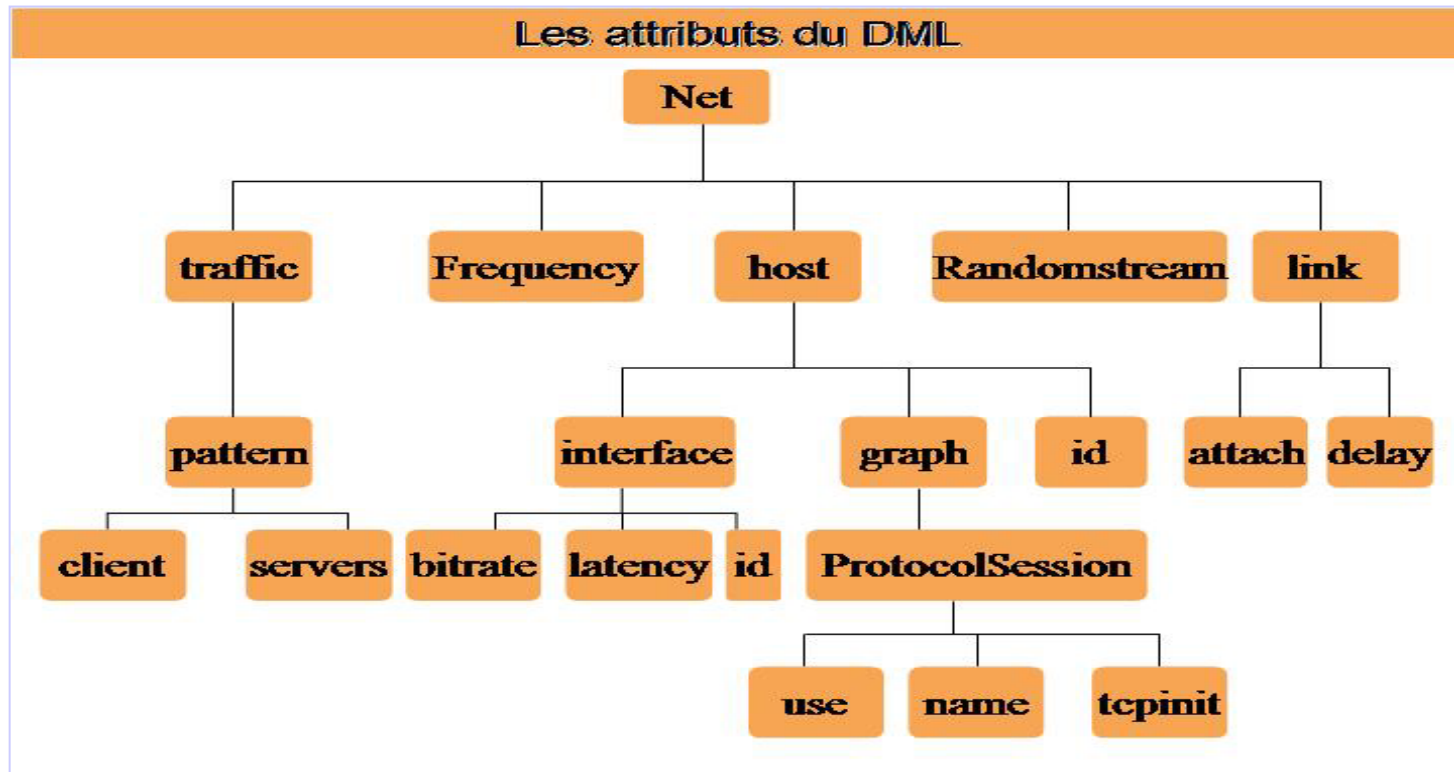 Les attributs du DML
Net
traffic Frequency host Randomstream link
pattern interface graph id attach delay
client servers bitrate latency id ProtocolSession
use name tcpinit